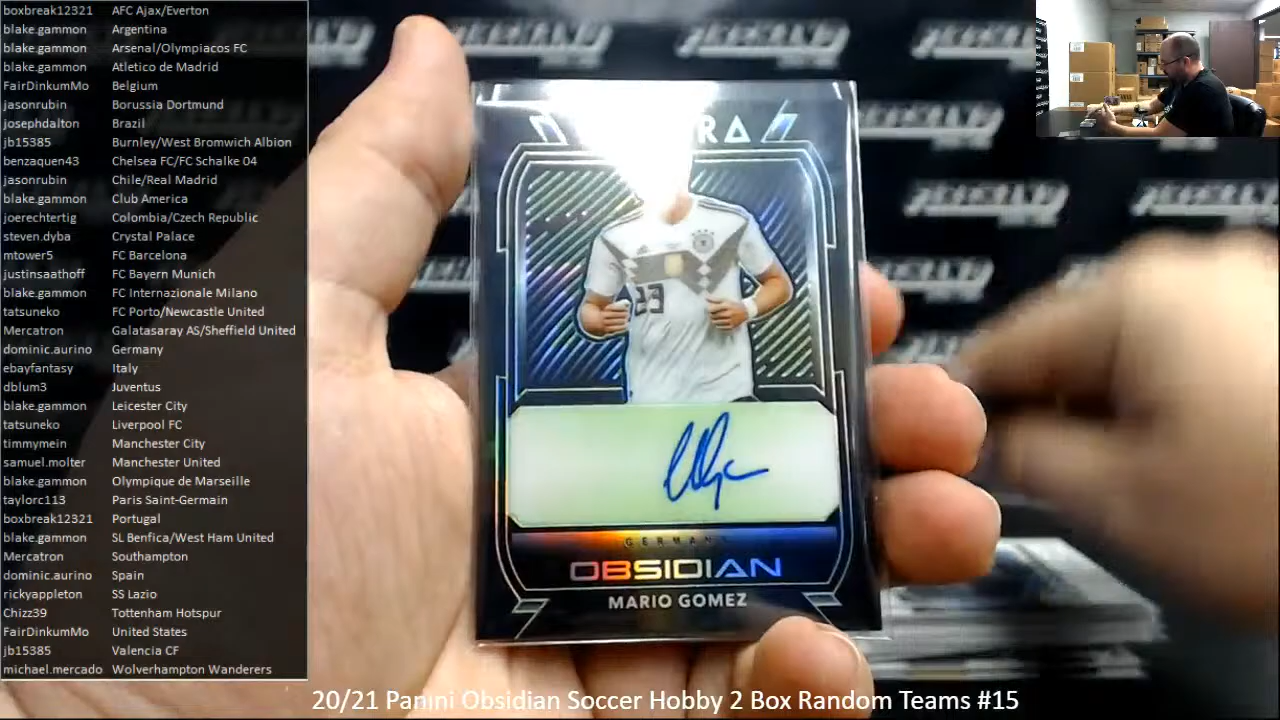 boxbreak12321 AFC Ajax/Everton
blake.gammon Argentina
blake.gammon Arsenal/Olympiacos FC
blake.gammon Atletico de Madrid
FairDinkumMo Belgium
jasonrubin Borussia Dortmund
josephdalton Brazil
jb15385 Burnley/West Bromwich Albion
benzaquen43 Chelsea FC/FC Schalke 04
jasonrubin Chile/Real Madrid
blake.gammon Club America
joerechtertig Colombia/Czech Republic
steven.dyba Crystal Palace
mtower5 FC Barcelona
justinsaathoff FC Bayern Munich
blake.gammon FC Internazionale Milano
tatsuneko FC Porto/Newcastle United
Mercatron Galatasaray AS/Sheffield United
dominic.aurino Germany
ebayfantasy Italy
dblum3 Juventus
blake.gammon Leicester City
tatsuneko Liverpool FC
timmymein Manchester City
samuel.molter Manchester United
blake.gammon Olympique de Marseille
taylorc113 Paris Saint-Germain
boxbreak12321 Portugal
blake.gammon SL Benfica/West Ham United
Mercatron Southampton
dominic.aurino Spain
rickyappleton SS Lazio
Chizz39 Tottenham Hotspur
FairDinkumMo United States
jb15385 Valencia CF
michael.mercado Wolverhampton Wanderers
23
GERMANY
OBSIDIAN
MARIO GOMEZ
20/21 Panini Obsidian Soccer Hobby 2 Box Random Teams #15